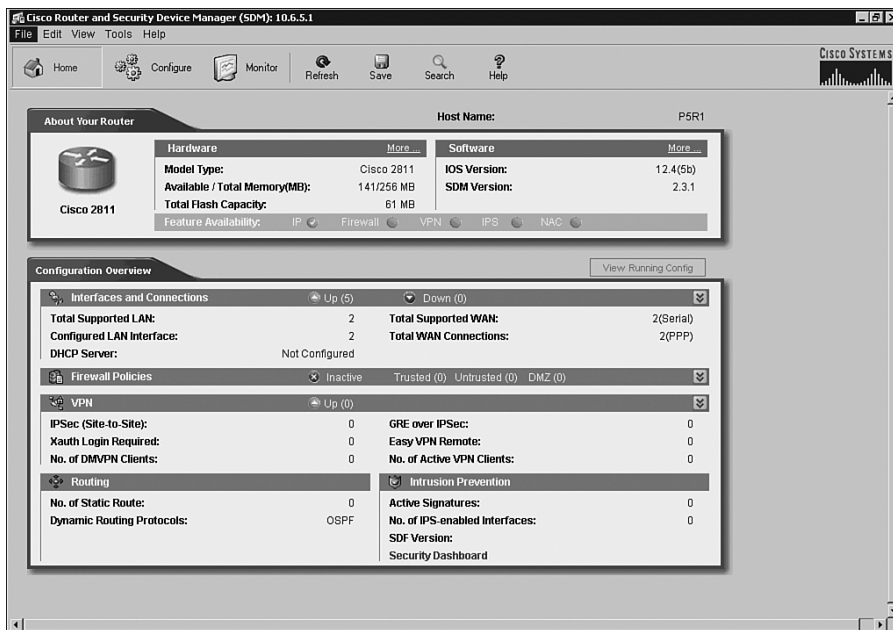 Cisco Router and Security Device Manager (SDM): 10.6.5.1
File Edit View Tools Help
Home Configure Monitor Refresh Save Search Help
CISCO SYSTEMS
About Your Router
Host Name: P5R1
Cisco 2811
Hardware More ...
Model Type: Cisco 2811
Available / Total Memory(MB): 141/256 MB
Total Flash Capacity: 61 MB
Software More ...
IOS Version: 12.4(5b)
SDM Version: 2.3.1
Feature Availability: IP Firewall VPN IPS NAC
Configuration Overview
View Running Config
Interfaces and Connections Up (5) Down (0)
Total Supported LAN: 2 Total Supported WAN: 2(Serial)
Configured LAN Interface: 2 Total WAN Connections: 2(PPP)
DHCP Server: Not Configured
Firewall Policies Inactive Trusted (0) Untrusted (0) DMZ (0)
VPN Up (0)
IPSec (Site-to-Site): 0 GRE over IPSec: 0
Xauth Login Required: 0 Easy VPN Remote: 0
No. of DMVPN Clients: 0 No. of Active VPN Clients: 0
Routing
No. of Static Route: 0
Dynamic Routing Protocols: OSPF
Intrusion Prevention
Active Signatures: 0
No. of IPS-enabled Interfaces: 0
SDF Version:
Security Dashboard